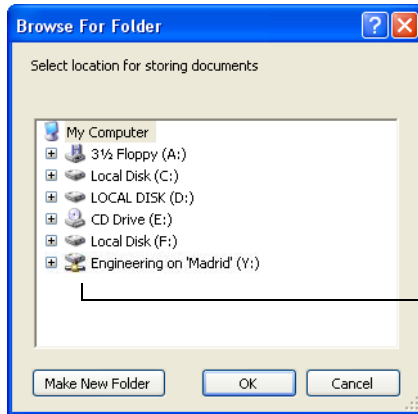 Browse For Folder
Select location for storing documents
My Computer
3½ Floppy (A:)
Local Disk (C:)
LOCAL DISK (D:)
CD Drive (E:)
Local Disk (F:)
Engineering on 'Madrid' (Y:)
Make New Folder OK Cancel